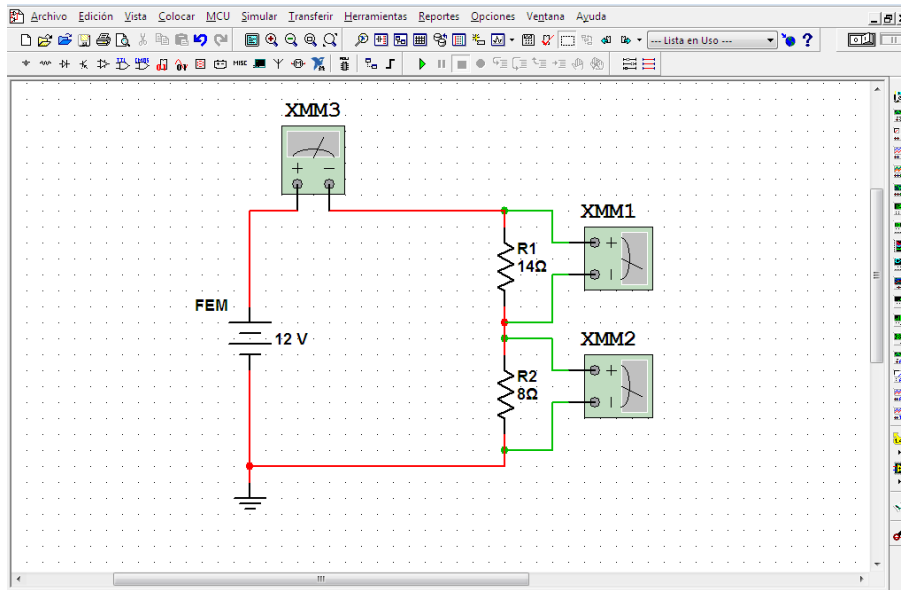 Archivo Edición Vista Colocar MCU Simular Transferir Herramientas Reportes Opciones Ventana Ayuda
--- Lista en Uso ---
XMM3
XMM1
R1
14Ω
FEM
12 V
XMM2
R2
8Ω